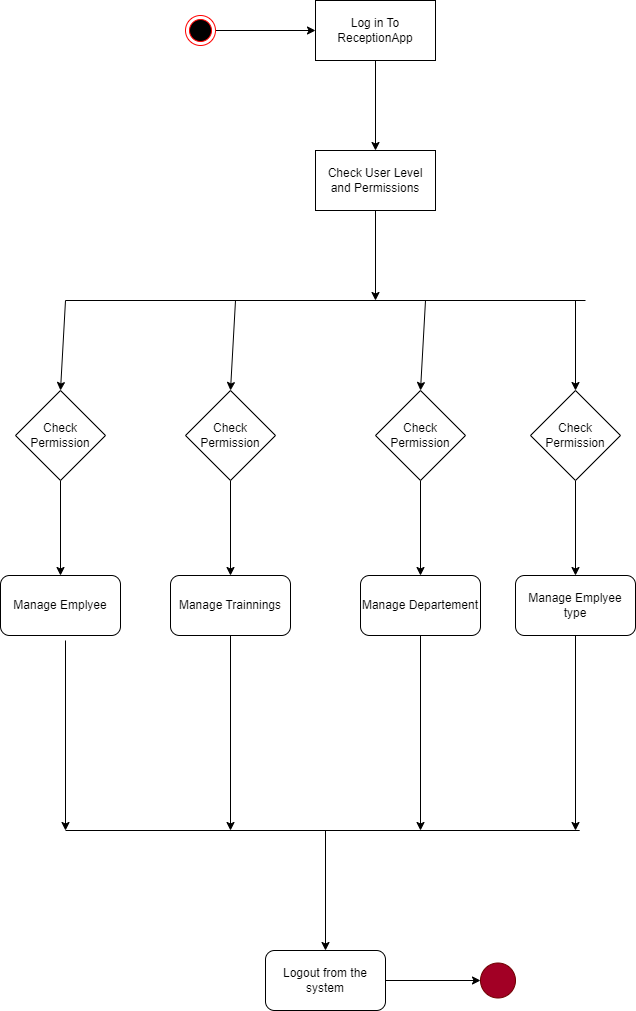 Log in To
ReceptionApp
Check User Level
and Permissions
Check
Permission
Check
Permission
Check
Permission
Check
Permission
Manage Emplyee
Manage Trainnings
Manage Departement
Manage Emplyee
type
Logout from the
system